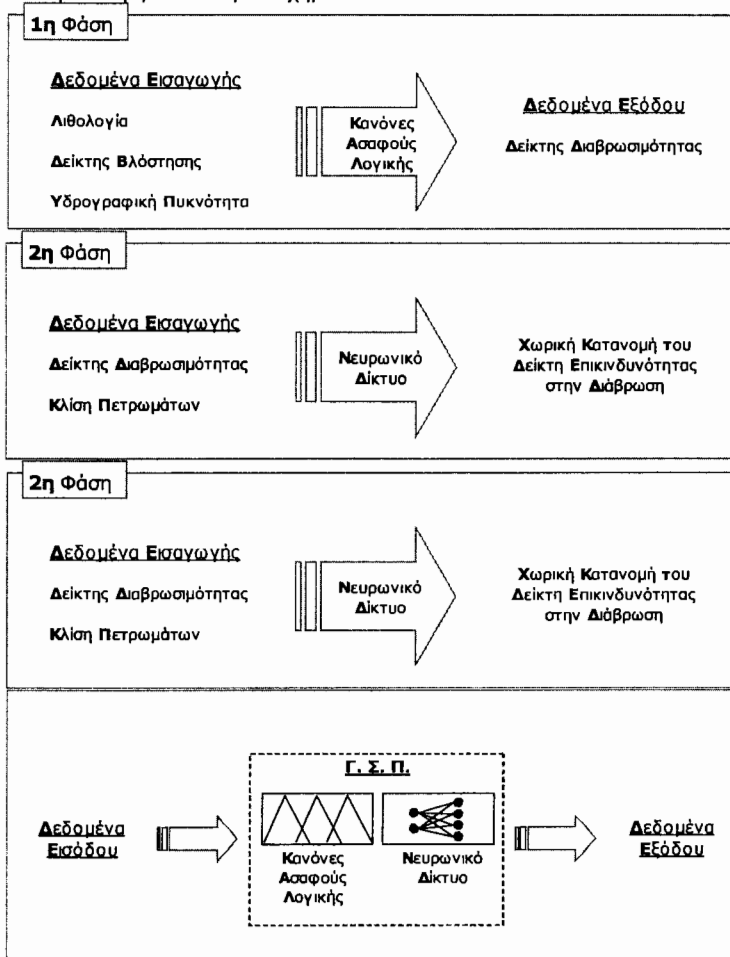 1η Φάση
Δεδομένα Εισαγωγής
Λιθολογία
Δείκτης Βλόστησης
Υδρογραφική Πυκνότητα
Κανόνες
Ασαφούς
Λογικής
Δεδομένα Εξόδου
Δείκτης Διαβρωσιμότητας
2η Φάση
Δεδομένα Εισαγωγής
Δείκτης Διαβρωσιμότητας
Κλίση Πετρωμάτων
Νευρωνικό
Δίκτυο
Χωρική Κατανομή του
Δείκτη Επικινδυνότητας
στην Διάβρωση
2η Φάση
Δεδομένα Εισαγωγής
Δείκτης Διαβρωσιμότητας
Κλίση Πετρωμάτων
Νευρωνικό
Δίκτυο
Χωρική Κατανομή του
Δείκτη Επικινδυνότητας
στην Διάβρωση
Δεδομένα
Εισόδου
Γ. Σ. Π.
Κανόνες
Ασαφούς
Λογικής
Νευρωνικό
Δίκτυο
Δεδομένα
Εξόδου